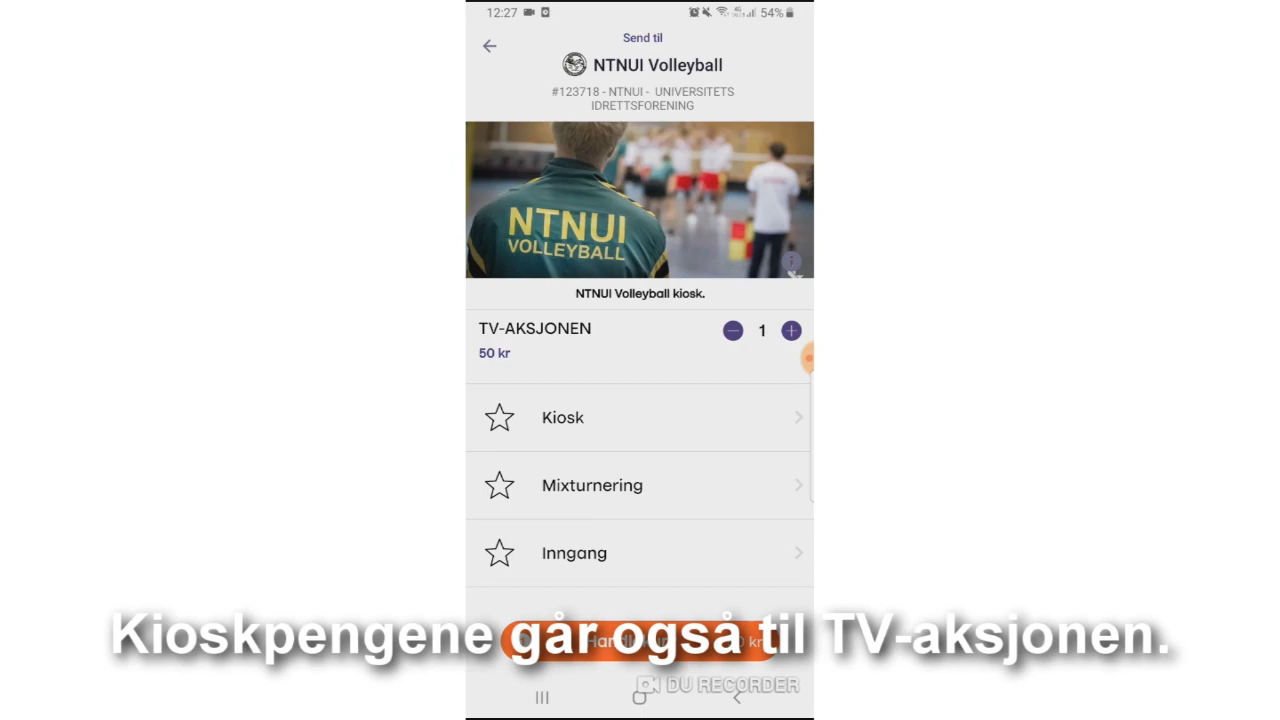 12:27
54%
Send til
NTNUI Volleyball
#123718 - NTNUI - UNIVERSITETS
IDRETTSFORENING
NTNUI
VOLLEYBALL
NTNUI Volleyball kiosk.
TV-AKSJONEN
1
50 kr
Kiosk
Mixturnering
Inngang
Kioskpengene går også til TV-aksjonen.
DU RECORDER